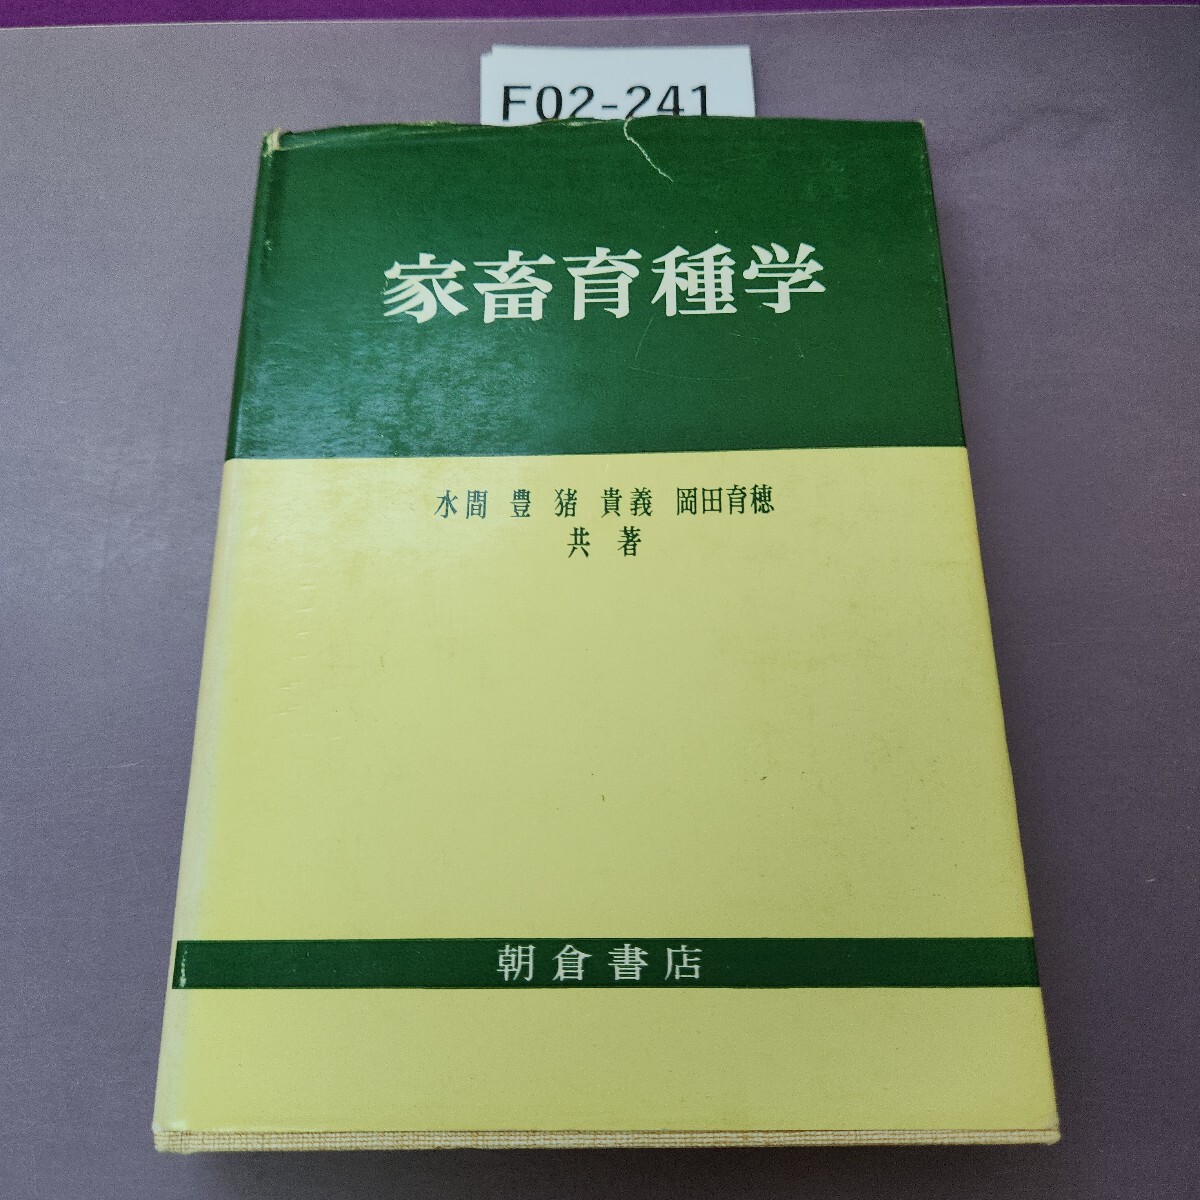 F02-241
家畜育種学
水間 豊 猪 貴義 岡田育穂
共著
朝倉書店